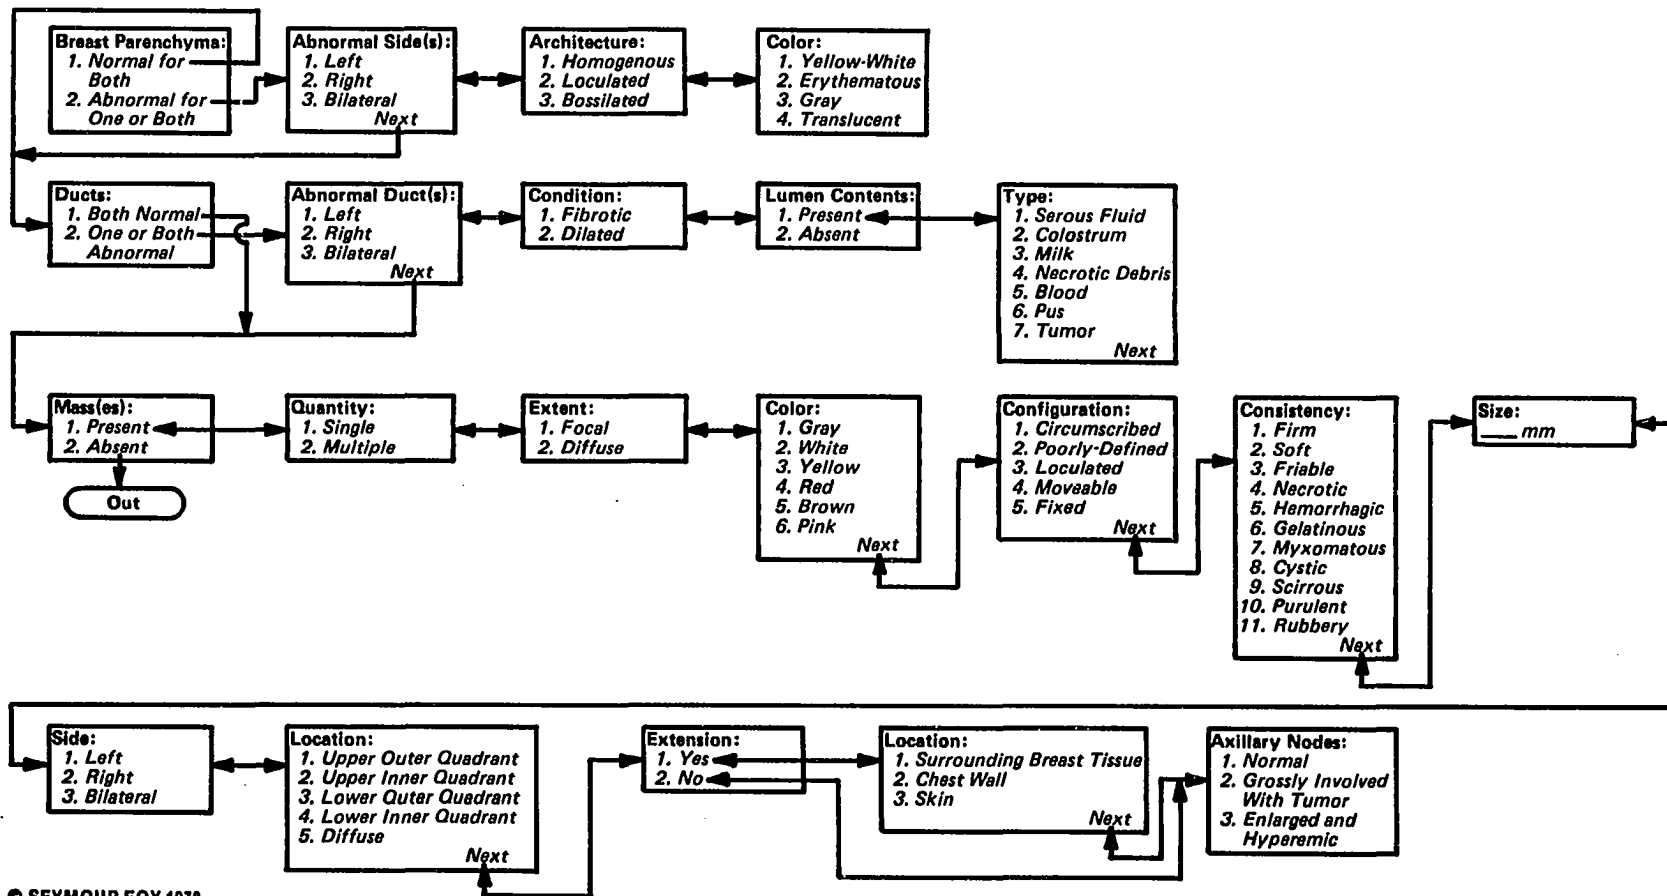 Breast Parenchyma:
1. Normal for
Both
2. Abnormal for
One or Both
Abnormal Side(s):
1. Left
2. Right
3. Bilateral
Next
Architecture:
1. Homogenous
2. Loculated
3. Bossilated
Color:
1. Yellow-White
2. Erythematous
3. Gray
4. Translucent
Ducts:
1. Both Normal
2. One or Both
Abnormal
Abnormal Duct(s):
1. Left
2. Right
3. Bilateral
Next
Condition:
1. Fibrotic
2. Dilated
Lumen Contents:
1. Present
2. Absent
Type:
1. Serous Fluid
2. Colostrum
3. Milk
4. Necrotic Debris
5. Blood
6. Pus
7. Tumor
Next
Mass(es):
1. Present
2. Absent
Out
Quantity:
1. Single
2. Multiple
Extent:
1. Focal
2. Diffuse
Color:
1. Gray
2. White
3. Yellow
4. Red
5. Brown
6. Pink
Next
Configuration:
1. Circumscribed
2. Poorly-Defined
3. Loculated
4. Moveable
5. Fixed
Next
Consistency:
1. Firm
2. Soft
3. Friable
4. Necrotic
5. Hemorrhagic
6. Gelatinous
7. Myxomatous
8. Cystic
9. Scirrous
10. Purulent
11. Rubbery
Next
Size:
___ mm
Side:
1. Left
2. Right
3. Bilateral
Location:
1. Upper Outer Quadrant
2. Upper Inner Quadrant
3. Lower Outer Quadrant
4. Lower Inner Quadrant
5. Diffuse
Next
Extension:
1. Yes
2. No
Location:
1. Surrounding Breast Tissue
2. Chest Wall
3. Skin
Next
Axillary Nodes:
1. Normal
2. Grossly Involved
With Tumor
3. Enlarged and
Hyperemic
SEYMOUR